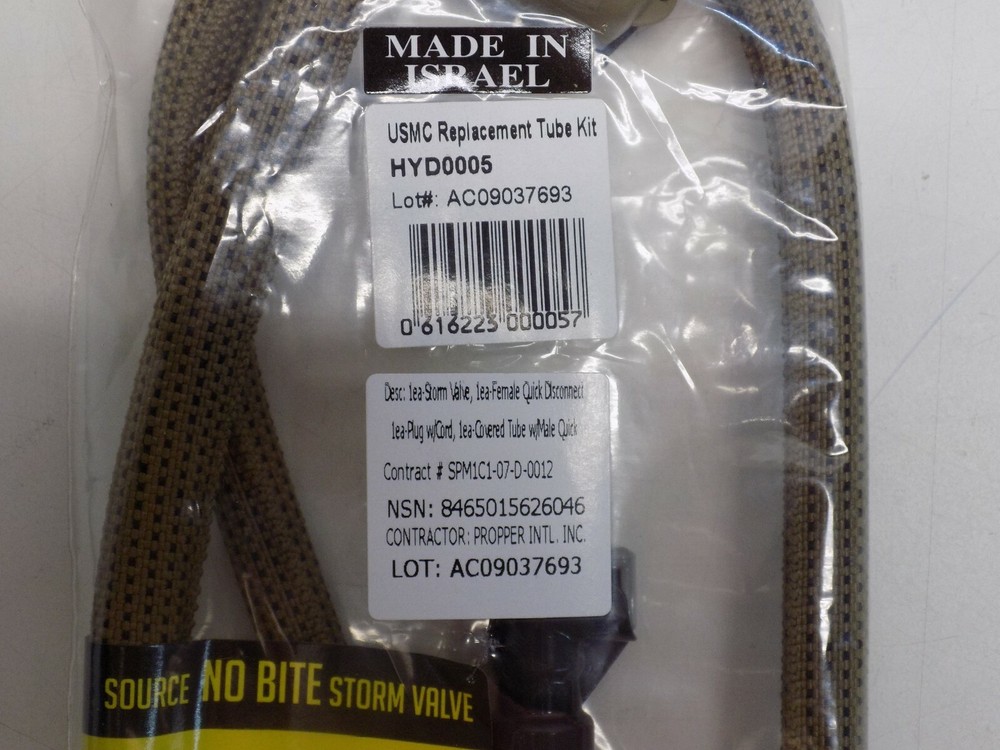 MADE IN
ISRAEL
USMC Replacement Tube Kit
HYD0005
Lot#: AC09037693
0 616223 000057
Desc: 1ea-Storm Valve, 1ea-Female Quick Disconnect
1ea-Plug w/Cord, 1ea-Covered Tube w/Male Quick
Contract # SPM1C1-07-D-0012
NSN: 8465015626046
CONTRACTOR: PROPPER INTL. INC.
LOT: AC09037693
SOURCE NO BITE STORM VALVE